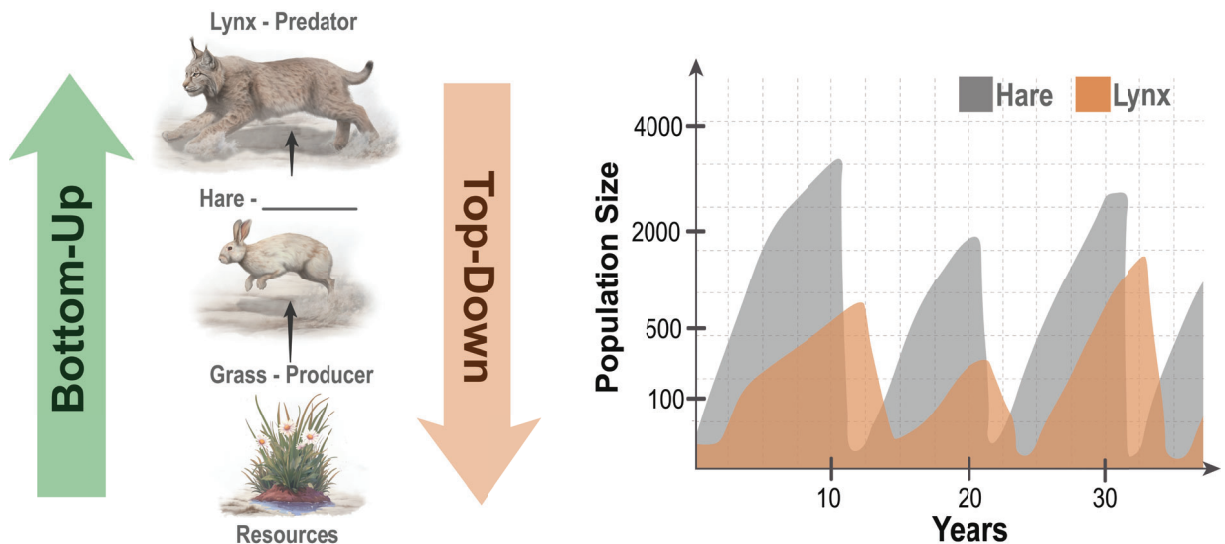 Lynx - Predator
Bottom-Up
Top-Down
Hare - ___________
Grass - Producer
Resources
Hare
Lynx
Population Size
4000
2000
500
100
10
20
30
Years